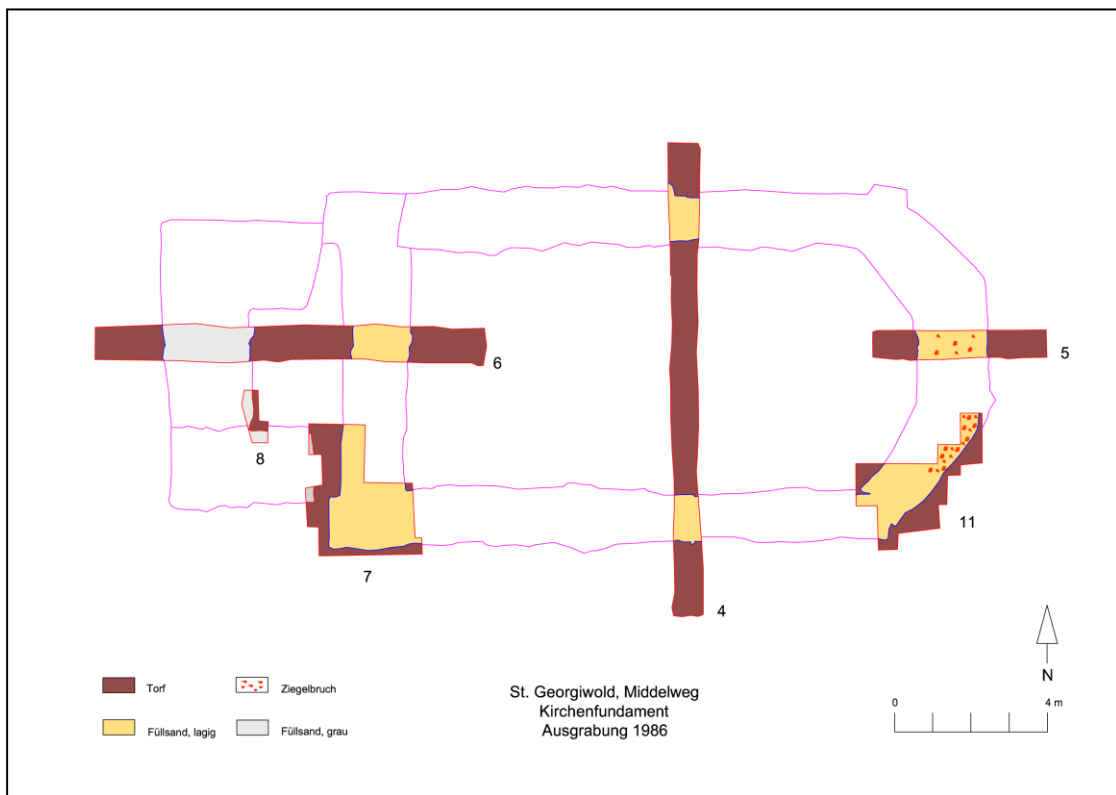 6
5
8
11
7
4
N
Torf
Ziegelbruch
Füllsand, lagig
Füllsand, grau
St. Georgiwold, Middelweg
Kirchenfundament
Ausgrabung 1986
0
4 m